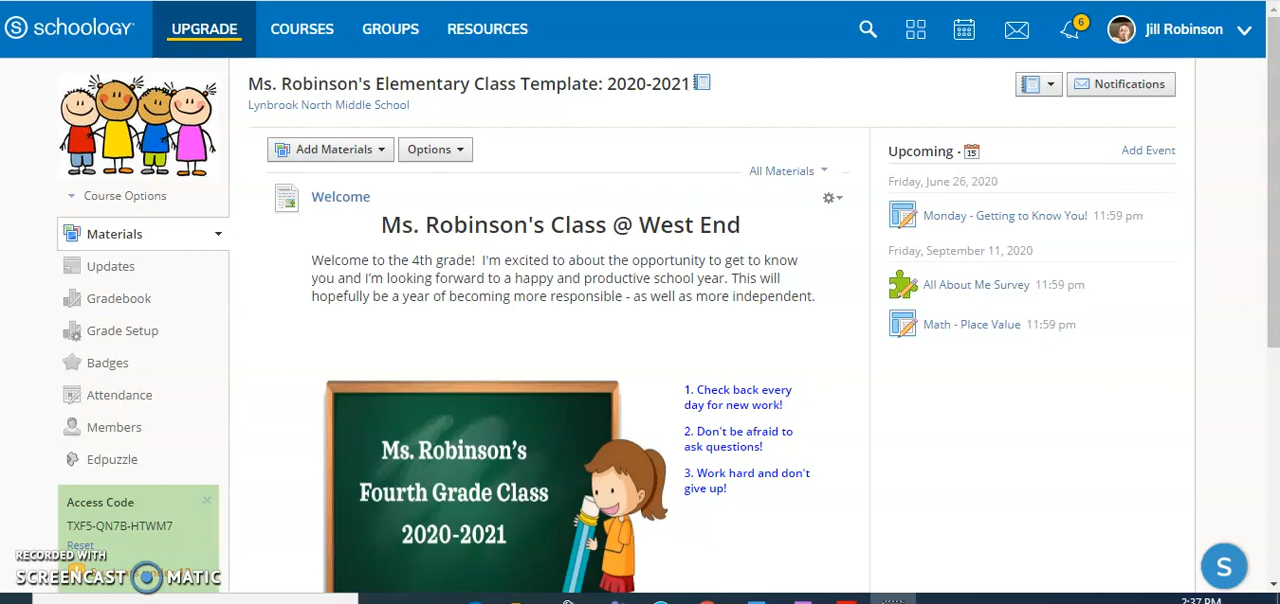 schoology
UPGRADE
COURSES
GROUPS
RESOURCES
6
Jill Robinson
Ms. Robinson's Elementary Class Template: 2020-2021
Lynbrook North Middle School
Notifications
Course Options
Materials
Updates
Gradebook
Grade Setup
Badges
Attendance
Members
Edpuzzle
Access Code
TXF5-QN7B-HTWM7
Reset
RECORDED WITH
SCREENCAST MATIC
Add Materials
Options
All Materials
Welcome
Ms. Robinson's Class @ West End
Welcome to the 4th grade! I'm excited to about the opportunity to get to know
you and I'm looking forward to a happy and productive school year. This will
hopefully be a year of becoming more responsible - as well as more independent.
Ms. Robinson's
Fourth Grade Class
2020-2021
1. Check back every
day for new work!
2. Don't be afraid to
ask questions!
3. Work hard and don't
give up!
Upcoming · 15
Add Event
Friday, June 26, 2020
Monday - Getting to Know You! 11:59 pm
Friday, September 11, 2020
All About Me Survey 11:59 pm
Math - Place Value 11:59 pm
S
2:37 PM